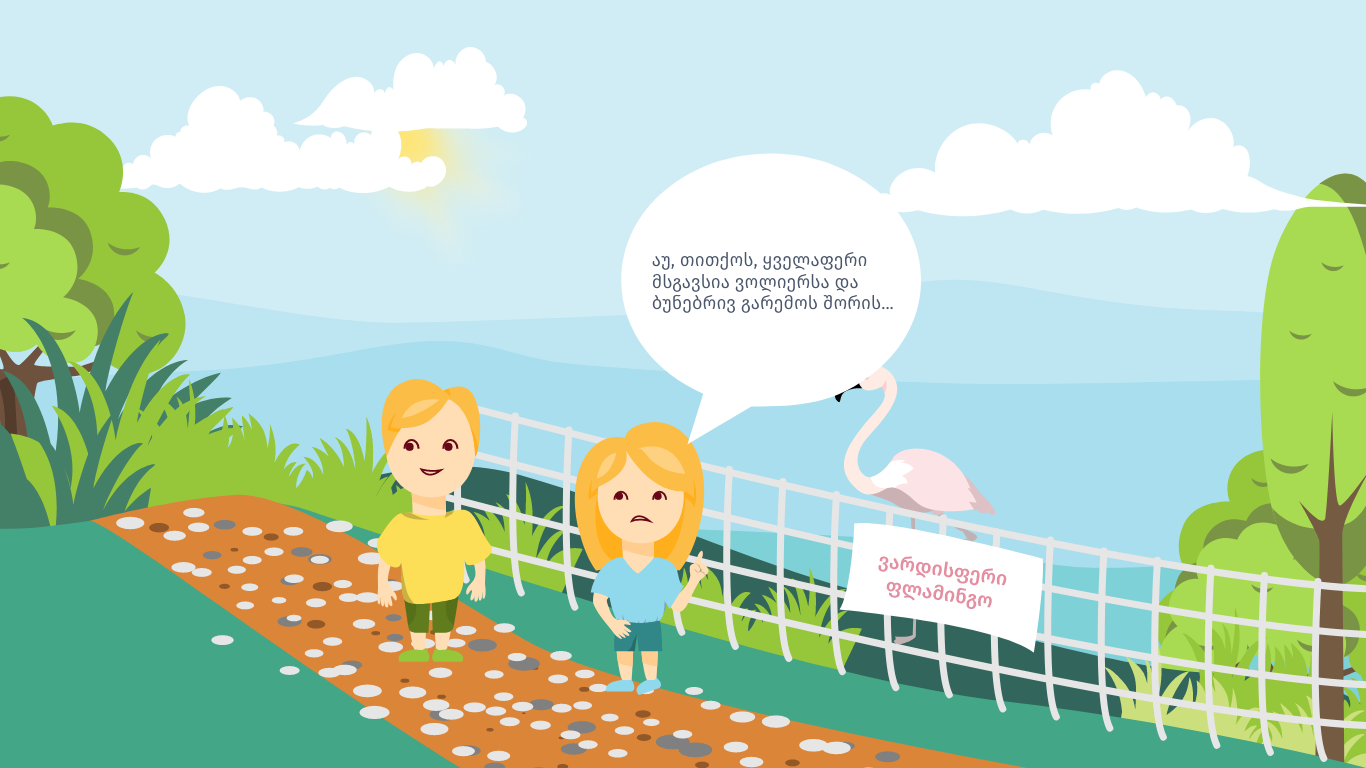 აუ, თითქოს, ყველაფერი
მსგავსია ვოლიერსა და
ბუნებრივ გარემოს შორის...
ვარდისფერი
ფლამინგო